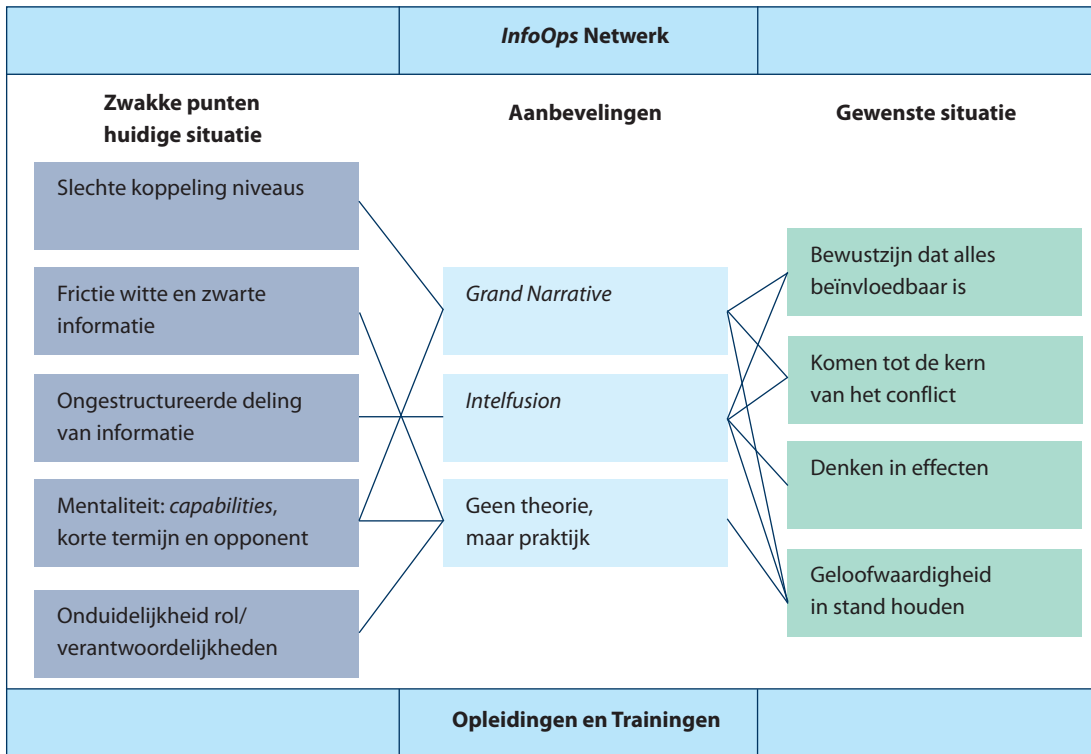 InfoOps Netwerk
Zwakke punten
huidige situatie
Aanbevelingen
Gewenste situatie
Slechte koppeling niveaus
Frictie witte en zwarte
informatie
Ongestructureerde deling
van informatie
Mentaliteit: capabilities,
korte termijn en opponent
Onduidelijkheid rol/
verantwoordelijkheden
Grand Narrative
Intelfusion
Geen theorie,
maar praktijk
Bewustzijn dat alles
beïnvloedbaar is
Komen tot de kern
van het conflict
Denken in effecten
Geloofwaardigheid
in stand houden
Opleidingen en Trainingen